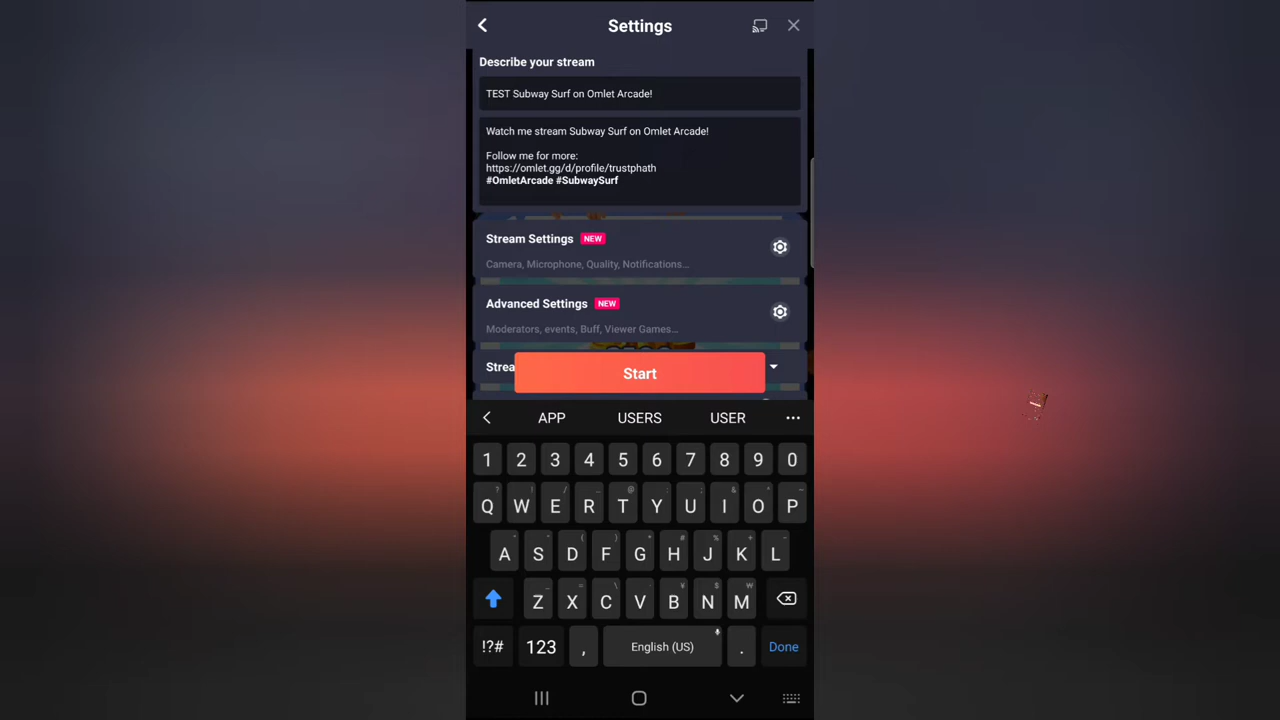 Settings
Describe your stream
TEST Subway Surf on Omlet Arcade!
Watch me stream Subway Surf on Omlet Arcade!
Follow me for more:
https://omlet.gg/d/profile/trustphath
#OmletArcade #SubwaySurf
Stream Settings NEW
Camera, Microphone, Quality, Notifications...
Advanced Settings NEW
Moderators, events, Buff, Viewer Games...
Strea
Start
APP USERS USER ...
1 2 3 4 5 6 7 8 9 0
Q W E R T Y U I O P
A S D F G H J K L
Z X C V B N M
!?# 123 , English (US) . Done